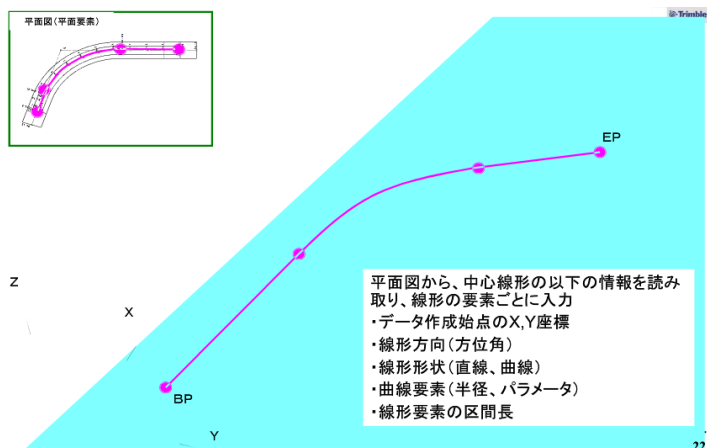 平面図(平面要素)
Trimble
EP
Z
X
BP
Y
平面図から、中心線形の以下の情報を読み
取り、線形の要素ごとに入力
・データ作成始点のX,Y座標
・線形方向(方位角)
・線形形状(直線、曲線)
・曲線要素(半径、パラメータ)
・線形要素の区間長
22